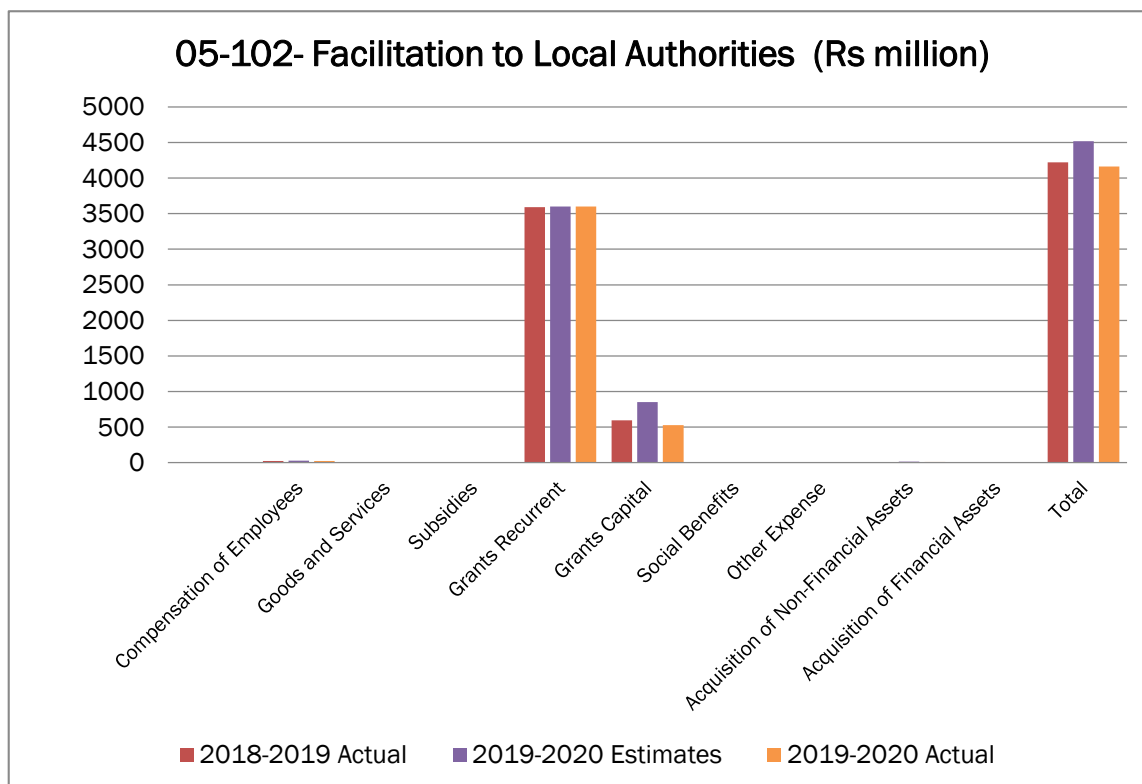 05-102- Facilitation to Local Authorities  (Rs million)
5000
4500
4000
3500
3000
2500
2000
1500
1000
500
0
Compensation of Employees
Goods and Services
Subsidies
Grants Recurrent
Grants Capital
Social Benefits
Other Expense
Acquisition of Non-Financial Assets
Acquisition of Financial Assets
Total
2018-2019 Actual
2019-2020 Estimates
2019-2020 Actual